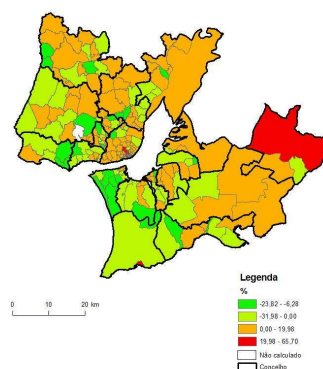 Legenda
%
-23,82 - -6,28
-31,98 - 0,00
0,00 - 19,98
19,98 - 65,70
Não calculado
Concelho
0 10 20 km